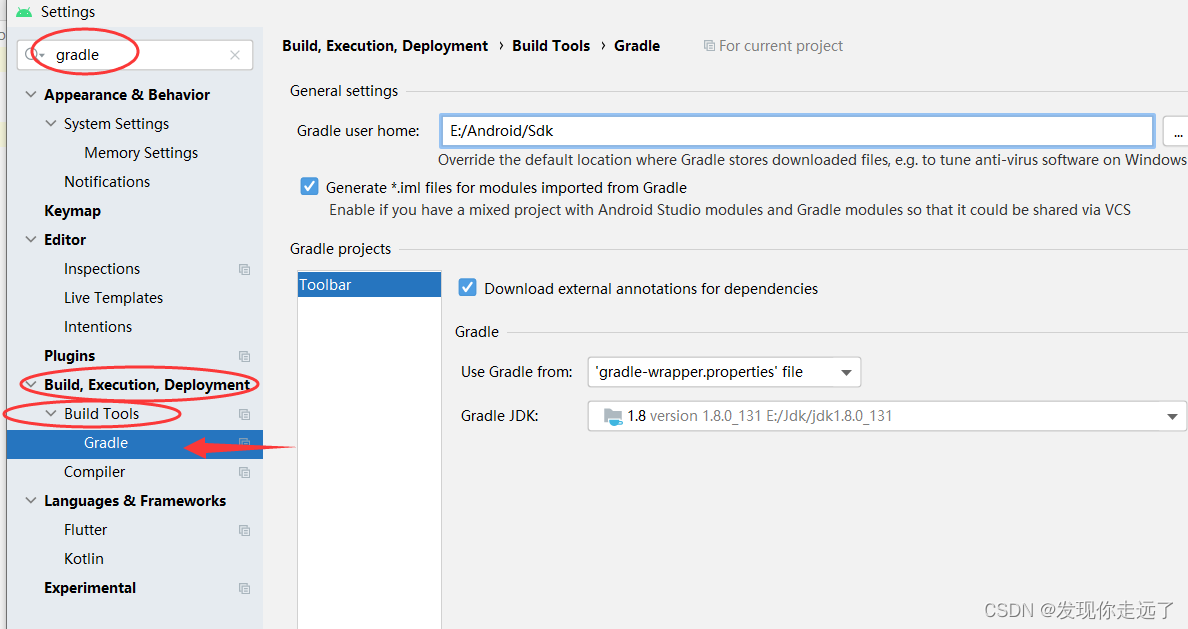 Settings
gradle
Appearance & Behavior
System Settings
Memory Settings
Notifications
Keymap
Editor
Inspections
Live Templates
Intentions
Plugins
Build, Execution, Deployment
Build Tools
Gradle
Compiler
Languages & Frameworks
Flutter
Kotlin
Experimental
Build, Execution, Deployment › Build Tools › Gradle For current project
General settings
Gradle user home: E:/Android/Sdk ...
Override the default location where Gradle stores downloaded files, e.g. to tune anti-virus software on Windows
Generate *.iml files for modules imported from Gradle
Enable if you have a mixed project with Android Studio modules and Gradle modules so that it could be shared via VCS
Gradle projects
Toolbar
Download external annotations for dependencies
Gradle
Use Gradle from: 'gradle-wrapper.properties' file
Gradle JDK: 1.8 version 1.8.0_131 E:/Jdk/jdk1.8.0_131
CSDN @发现你走远了